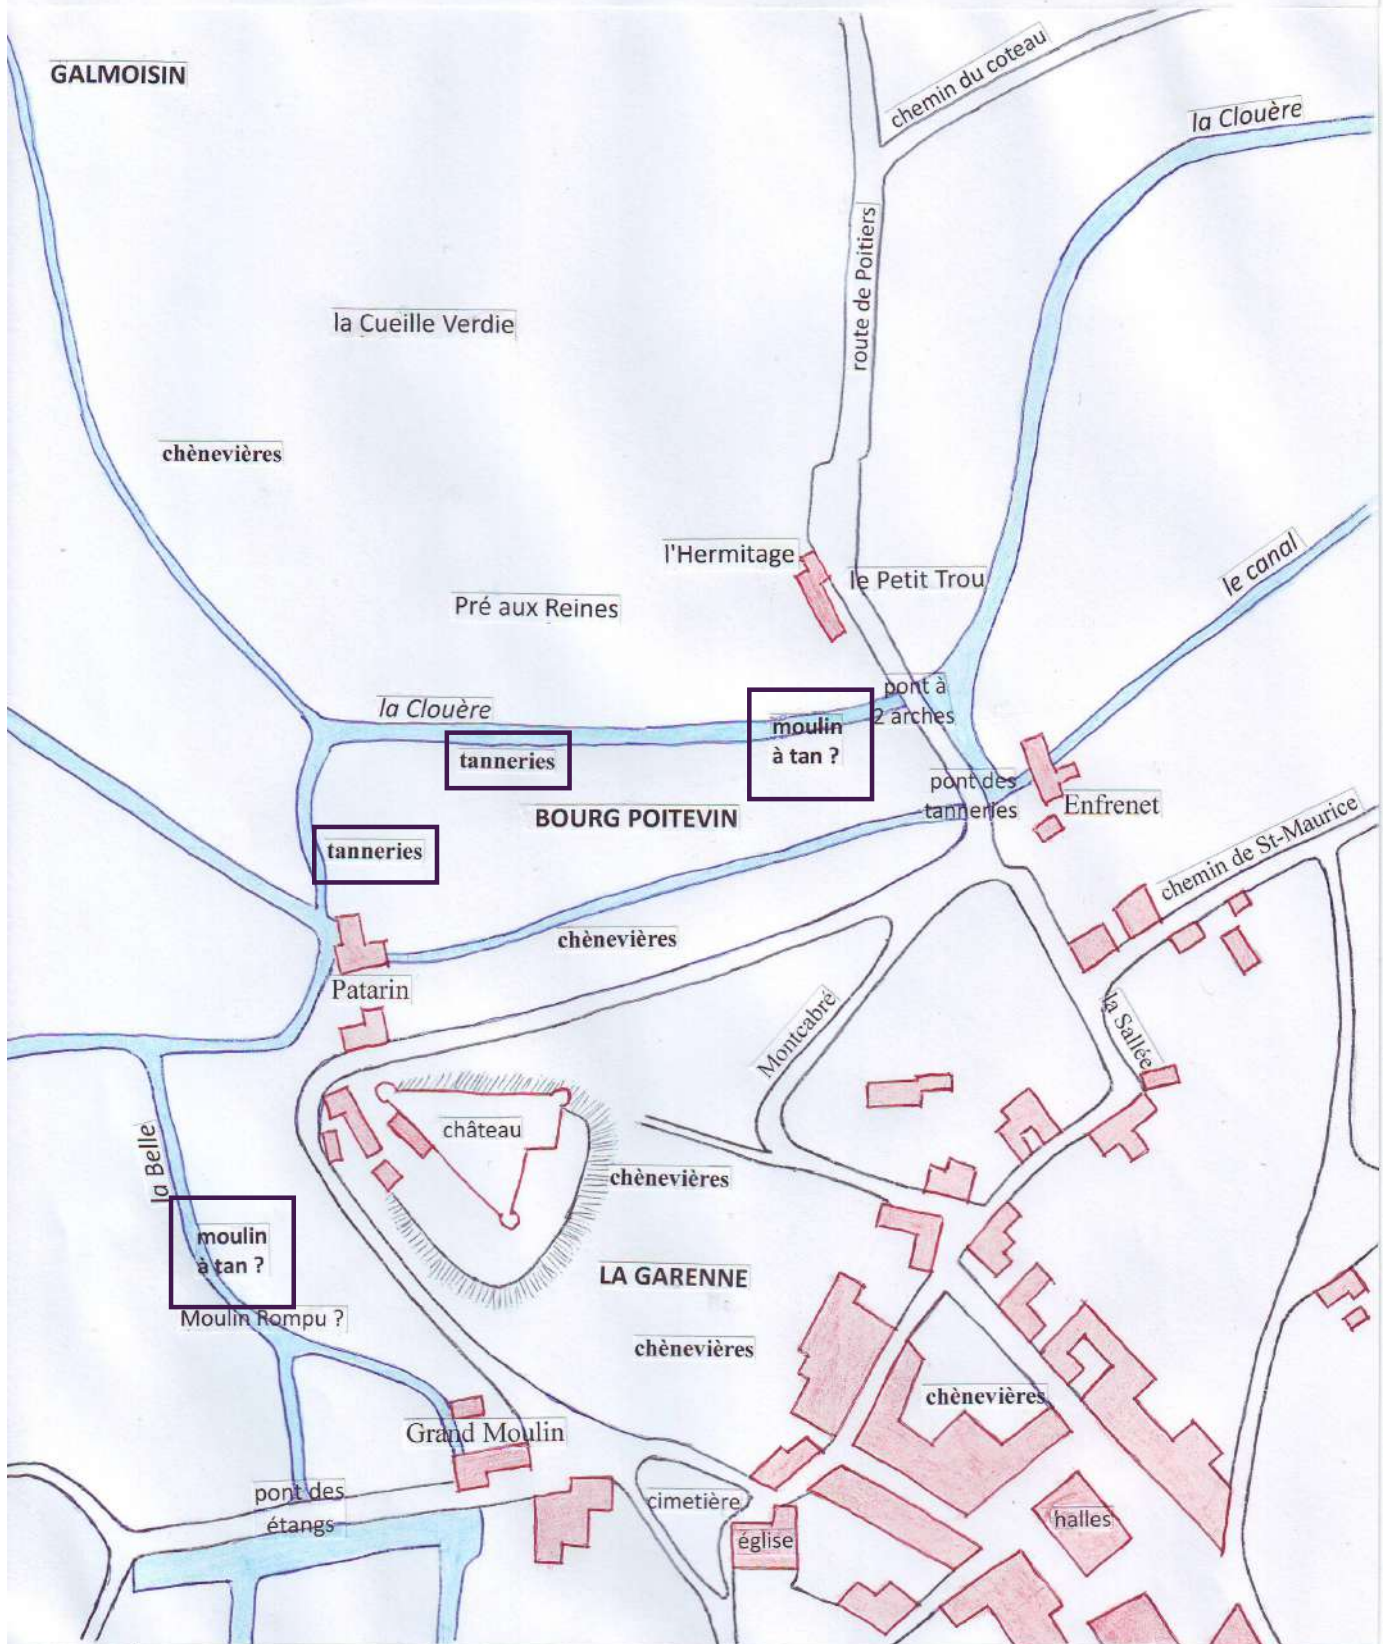 GALMOISIN
chemin du coteau
la Clouère
route de Poitiers
la Cueille Verdie
chènevières
l'Hermitage
le Petit Trou
le canal
Pré aux Reines
la Clouère
pont à
2 arches
moulin
à tan ?
tanneries
pont des
tanneries
Enfrenet
BOURG POITEVIN
chemin de St-Maurice
tanneries
chènevières
Patarin
la Sallée
Montcabré
château
la Belle
chènevières
moulin
à tan ?
LA GARENNE
Moulin Rompu ?
chènevières
chènevières
Grand Moulin
pont des
étangs
cimetière
halles
église